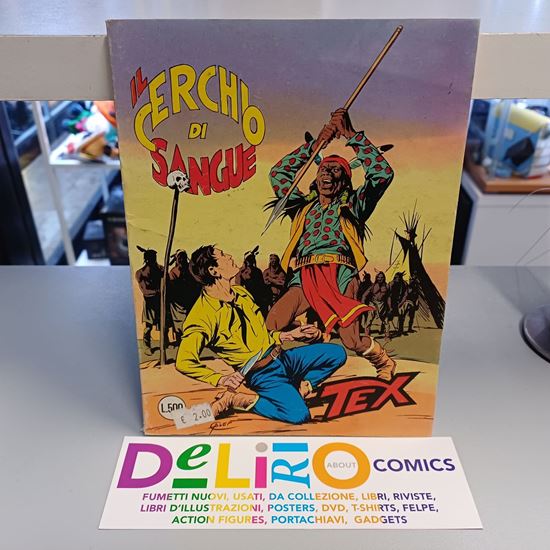 IL
CERCHIO
DI
SANGUE
L.500
€ 2.00
TEX
DeLiRiO
ABOUT
COMICS
FUMETTI NUOVI, USATI, DA COLLEZIONE, LIBRI, RIVISTE,
LIBRI D'ILLUSTRAZIONI, POSTERS, DVD, T-SHIRTS, FELPE,
ACTION FIGURES, PORTACHIAVI, GADGETS